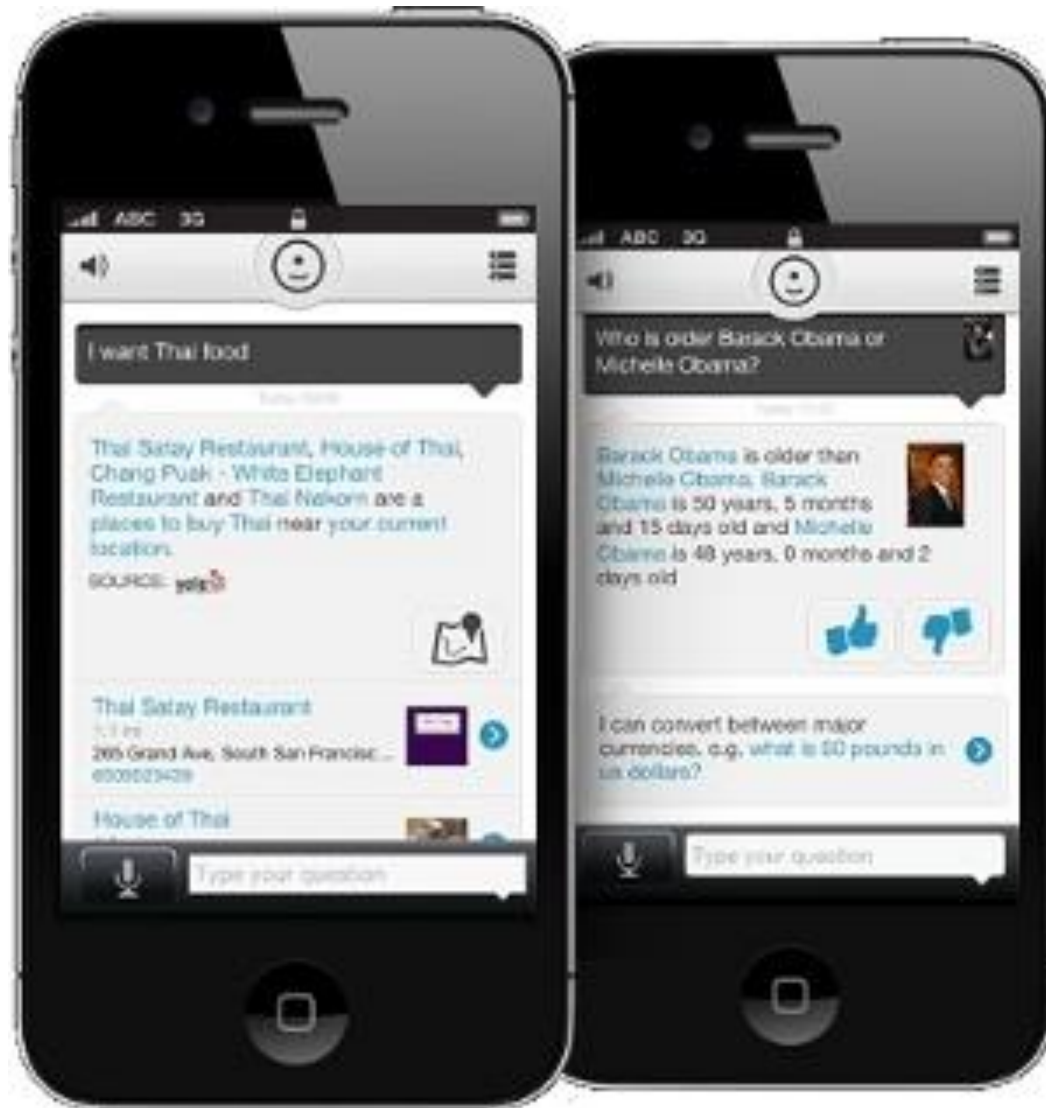 ABC 3G
I want Thai food
Thai Satay Restaurant, House of Thai,
Chang Puak - White Elephant
Restaurant and Thai Nakorn are a
places to buy Thai near your current
location.
SOURCE: yelp
Thai Satay Restaurant
265 Grand Ave, South San Francisc...
House of Thai
Type your question
ABC 3G
Who is older Barack Obama or
Michelle Obama?
Barack Obama is older than
Michelle Obama. Barack
Obama is 50 years, 5 months
and 15 days old and Michelle
Obama is 48 years, 0 months and 2
days old
I can convert between major
currencies, e.g. what is 50 pounds in
us dollars?
Type your question